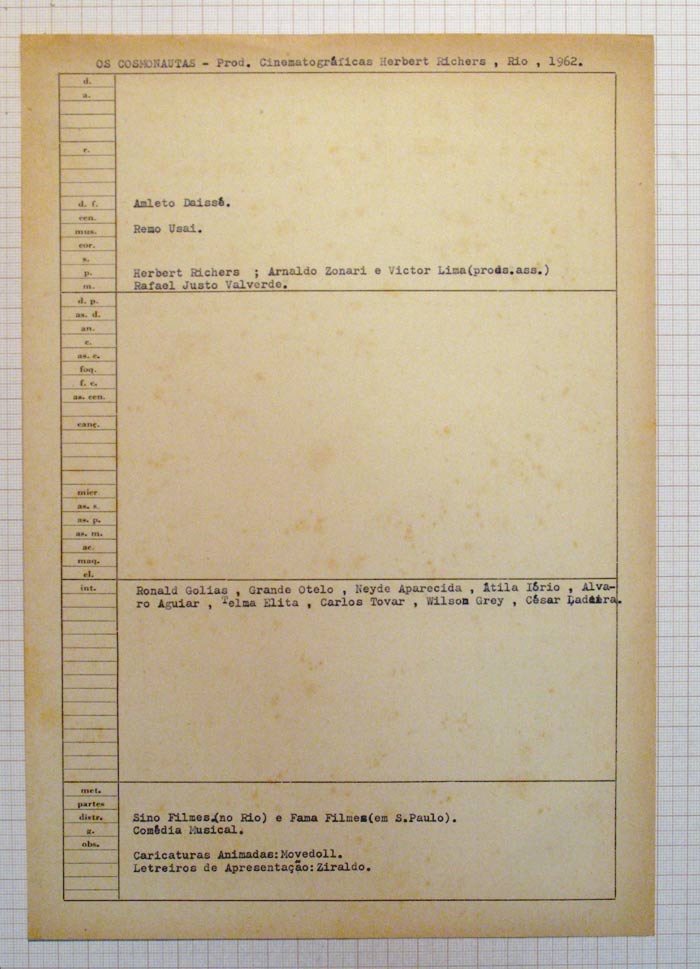 OS COSMONAUTAS - Prod. Cinematográficas Herbert Richers , Rio , 1962.
d.
a.
r.
d. f. Amleto Daissé.
cen.
mus. Remo Usai.
cor.
s.
p. Herbert Richers ; Arnaldo Zonari e Victor Lima(prods.ass.)
m. Rafael Justo Valverde.
d. p.
as. d.
an.
c.
as. c.
foq.
f. c.
as. cen.
canç.
micr.
as. s.
as. p.
as. m.
ac.
maq.
el.
int. Ronald Golias , Grande Otelo , Neyde Aparecida , Átila Iório , Alva-
ro Aguiar , Telma Elita , Carlos Tovar , Wilson Grey , César Ladeira.
met.
partes
distr. Sino Filmes.(no Rio) e Fama Filmes(em S.Paulo).
g. Comédia Musical.
obs.
Caricaturas Animadas:Movedoll.
Letreiros de Apresentação:Ziraldo.